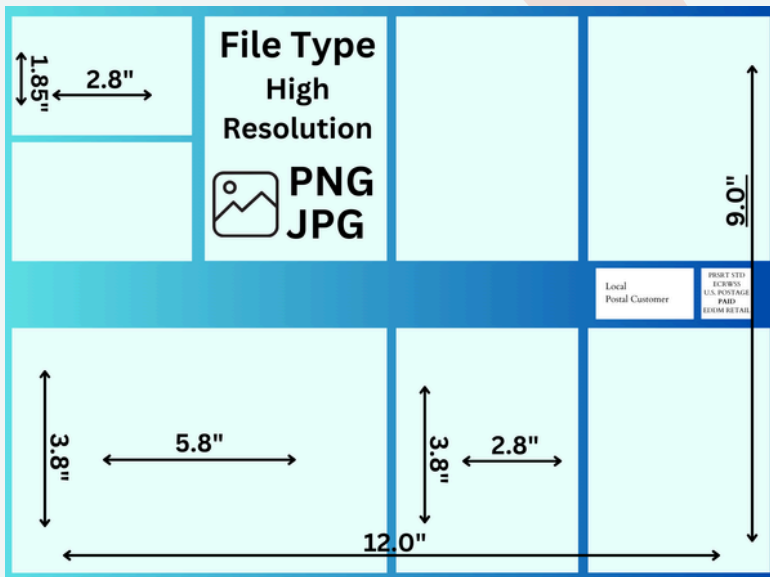 1.85"
2.8"
File Type
High
Resolution
PNG
JPG
9.0"
Local
Postal Customer
PRSRT STD
ECRWSS
U.S. POSTAGE
PAID
EDDM RETAIL
3.8"
5.8"
3.8"
2.8"
12.0"